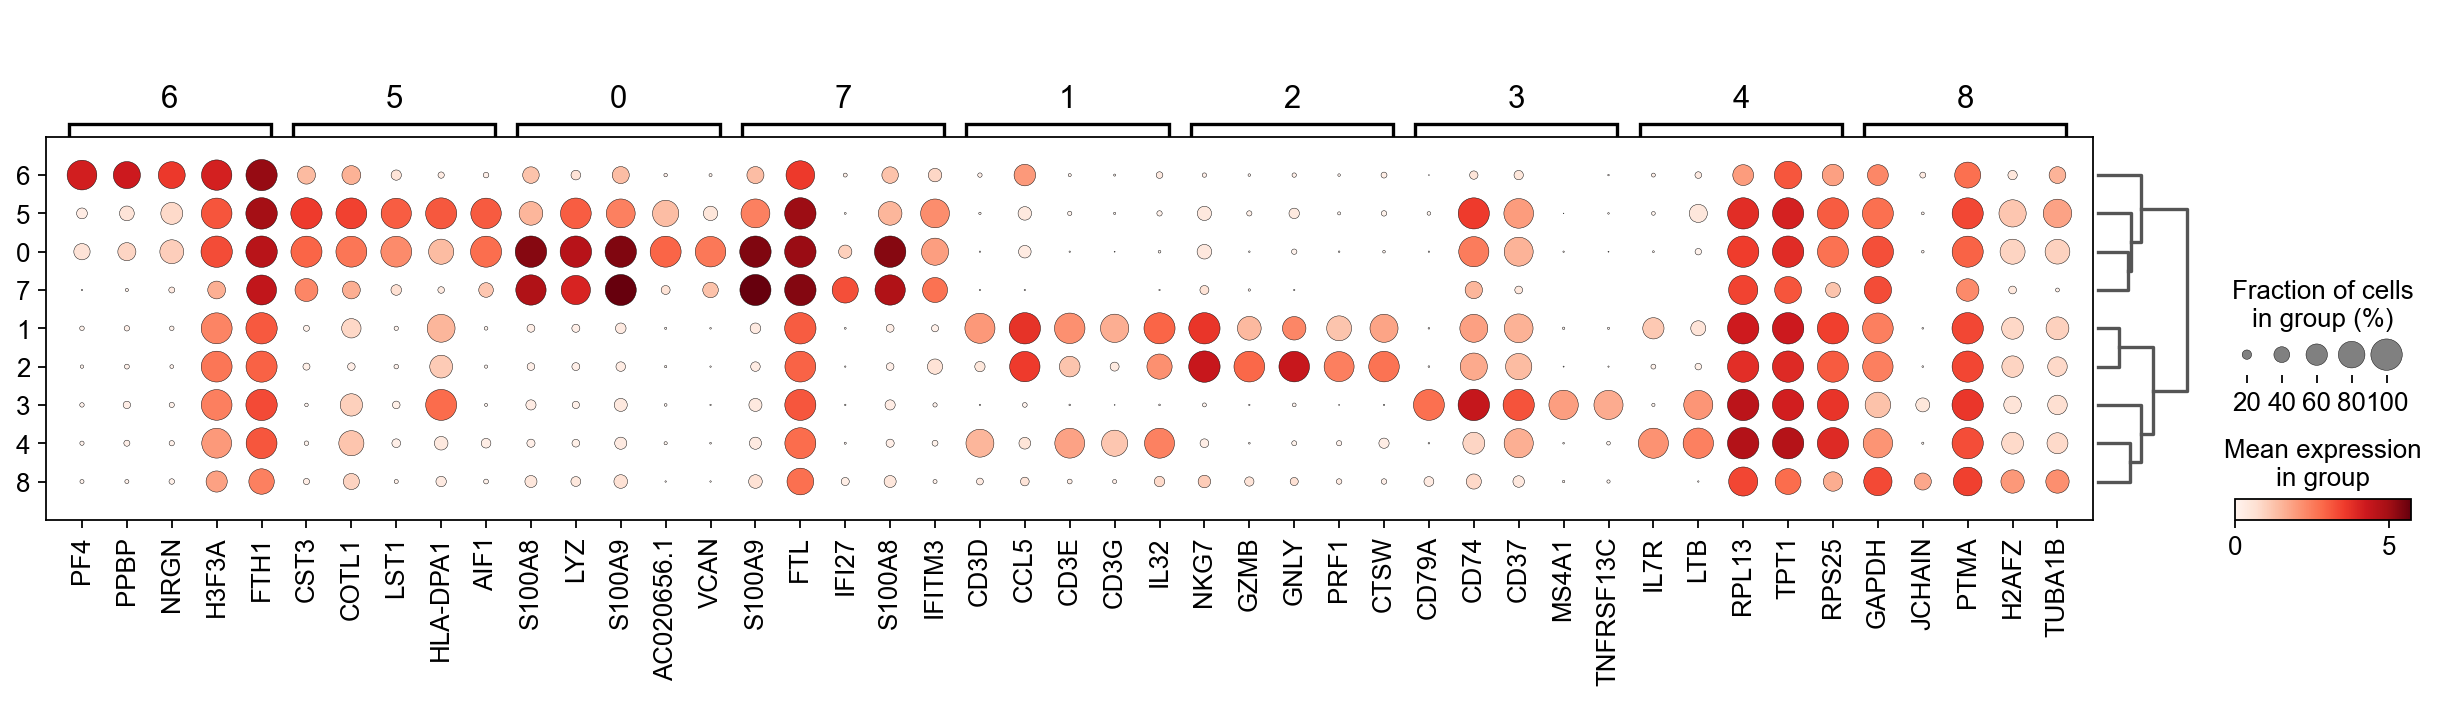 6 5 0 7 1 2 3 4 8
6
5
0
7
1
2
3
4
8
PF4
PPBP
NRGN
H3F3A
FTH1
CST3
COTL1
LST1
HLA-DPA1
AIF1
S100A8
LYZ
S100A9
AC020656.1
VCAN
S100A9
FTL
IFI27
S100A8
IFITM3
CD3D
CCL5
CD3E
CD3G
IL32
NKG7
GZMB
GNLY
PRF1
CTSW
CD79A
CD74
CD37
MS4A1
TNFRSF13C
IL7R
LTB
RPL13
TPT1
RPS25
GAPDH
JCHAIN
PTMA
H2AFZ
TUBA1B
Fraction of cells
in group (%)
20 40 60 80 100
Mean expression
in group
0 5